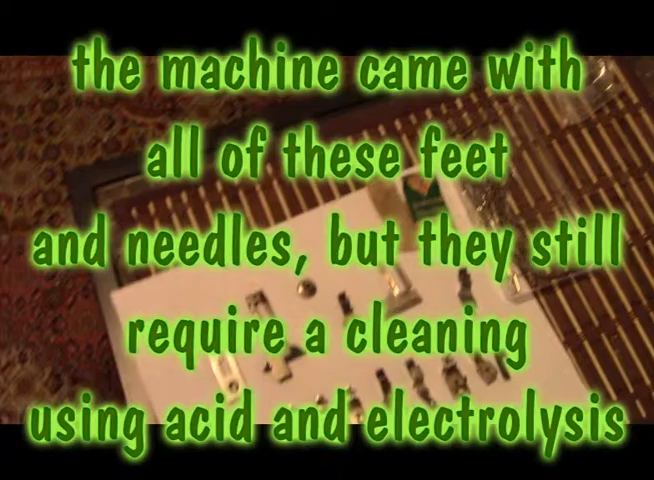 the machine came with
all of these feet
and needles, but they still
require a cleaning
using acid and electrolysis